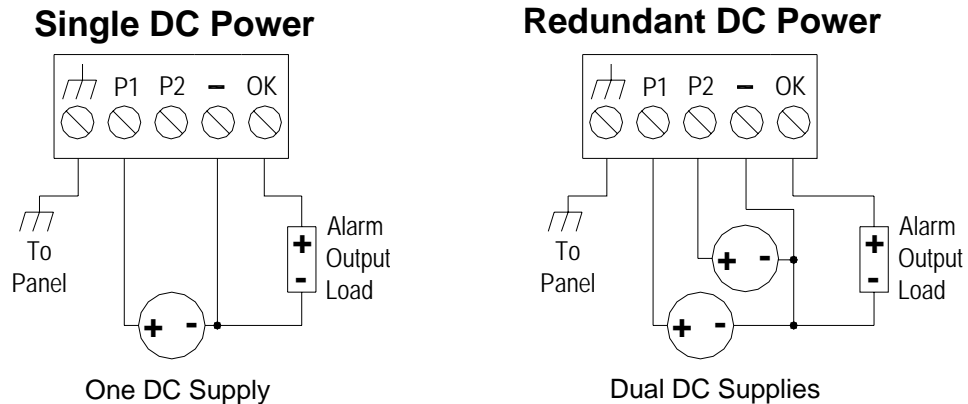 Single DC Power
P1 P2 – OK
To
Panel
Alarm
Output
Load
+
-
+ -
One DC Supply
Redundant DC Power
P1 P2 – OK
To
Panel
Alarm
Output
Load
+
-
+ -
+ -
Dual DC Supplies